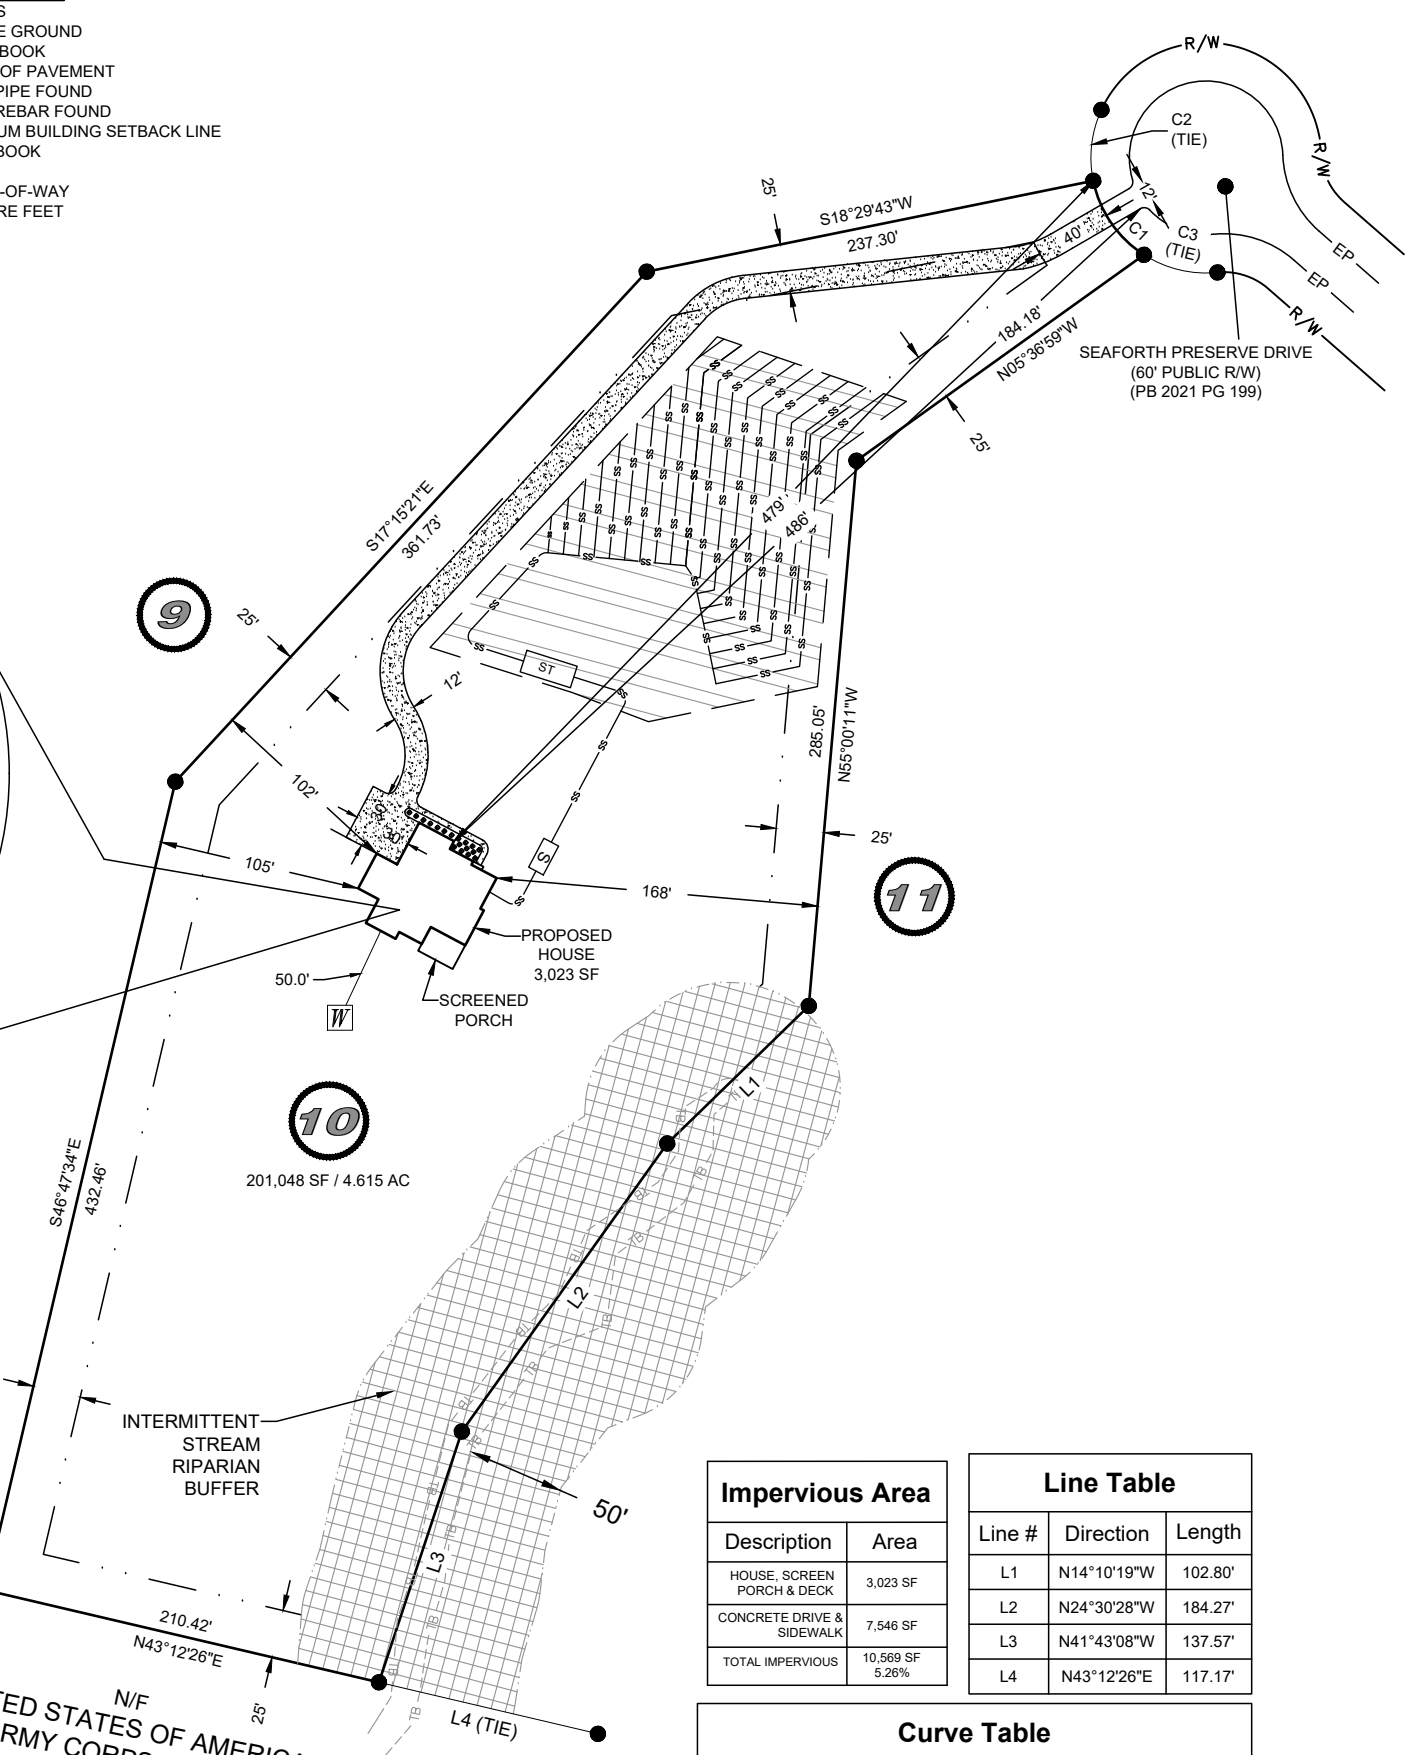 S
E GROUND
BOOK
OF PAVEMENT
PIPE FOUND
REBAR FOUND
UM BUILDING SETBACK LINE
BOOK
-OF-WAY
RE FEET
R/W
R/W
R/W
C2
(TIE)
12'
C1
C3
(TIE)
EP
EP
25'
S18°29'43"W
237.30'
40'
184.18'
N05°36'59"W
25'
SEAFORTH PRESERVE DRIVE
(60' PUBLIC R/W)
(PB 2021 PG 199)
S17°15'21"E
361.73'
479'
486'
9
25'
ST
12'
285.05'
N55°00'11"W
102'
30'
105'
S
168'
25'
11
PROPOSED
HOUSE
3,023 SF
50.0'
W
SCREENED
PORCH
10
201,048 SF / 4.615 AC
L1
S46°47'34"E
432.46'
L2
INTERMITTENT
STREAM
RIPARIAN
BUFFER
50'
L3
210.42'
N43°12'26"E
25'
L4 (TIE)
N/F
TED STATES OF AMERICA
RMY CORPS
Impervious Area
Description Area
HOUSE, SCREEN
PORCH & DECK 3,023 SF
CONCRETE DRIVE &
SIDEWALK 7,546 SF
TOTAL IMPERVIOUS 10,569 SF
5.26%
Line Table
Line # Direction Length
L1 N14°10'19"W 102.80'
L2 N24°30'28"W 184.27'
L3 N41°43'08"W 137.57'
L4 N43°12'26"E 117.17'
Curve Table